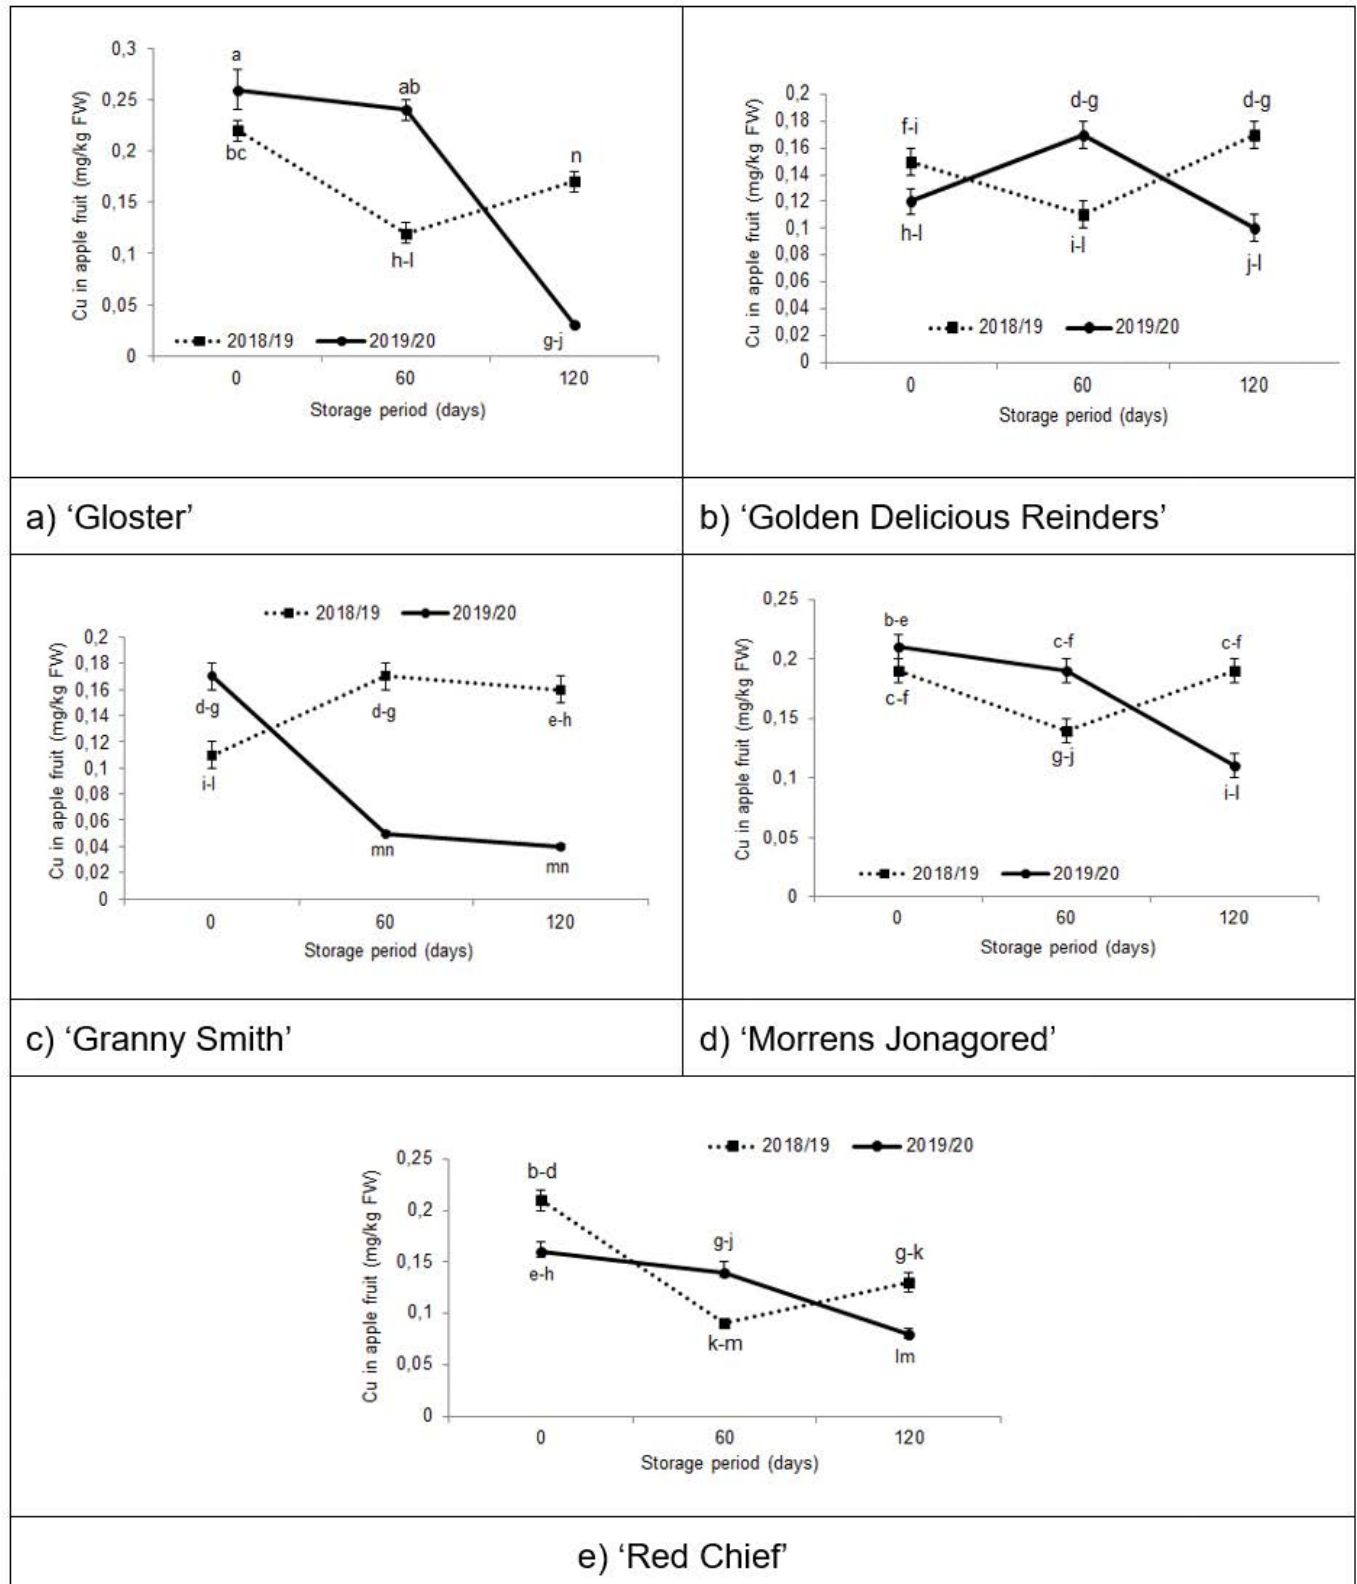 0,3
0,25
0,2
0,15
0,1
0,05
0
Cu in apple fruit (mg/kg FW)
a
ab
bc
h-l
n
g-j
2018/19 2019/20
0 60 120
Storage period (days)
0,2
0,18
0,16
0,14
0,12
0,1
0,08
0,06
0,04
0,02
0
Cu in apple fruit (mg/kg FW)
f-i
d-g
d-g
h-l
i-l
j-l
2018/19 2019/20
0 60 120
Storage period (days)
a) ‘Gloster’
b) ‘Golden Delicious Reinders’
2018/19 2019/20
0,2
0,18
0,16
0,14
0,12
0,1
0,08
0,06
0,04
0,02
0
Cu in apple fruit (mg/kg FW)
d-g
d-g
e-h
i-l
mn
mn
0 60 120
Storage period (days)
0,25
0,2
0,15
0,1
0,05
0
Cu in apple fruit (mg/kg FW)
b-e
c-f
c-f
c-f
g-j
i-l
2018/19 2019/20
0 60 120
Storage period (days)
c) ‘Granny Smith’
d) ‘Morrens Jonagored’
2018/19 2019/20
0,25
0,2
0,15
0,1
0,05
0
Cu in apple fruit (mg/kg FW)
b-d
g-j
g-k
e-h
k-m
lm
0 60 120
Storage period (days)
e) ‘Red Chief’